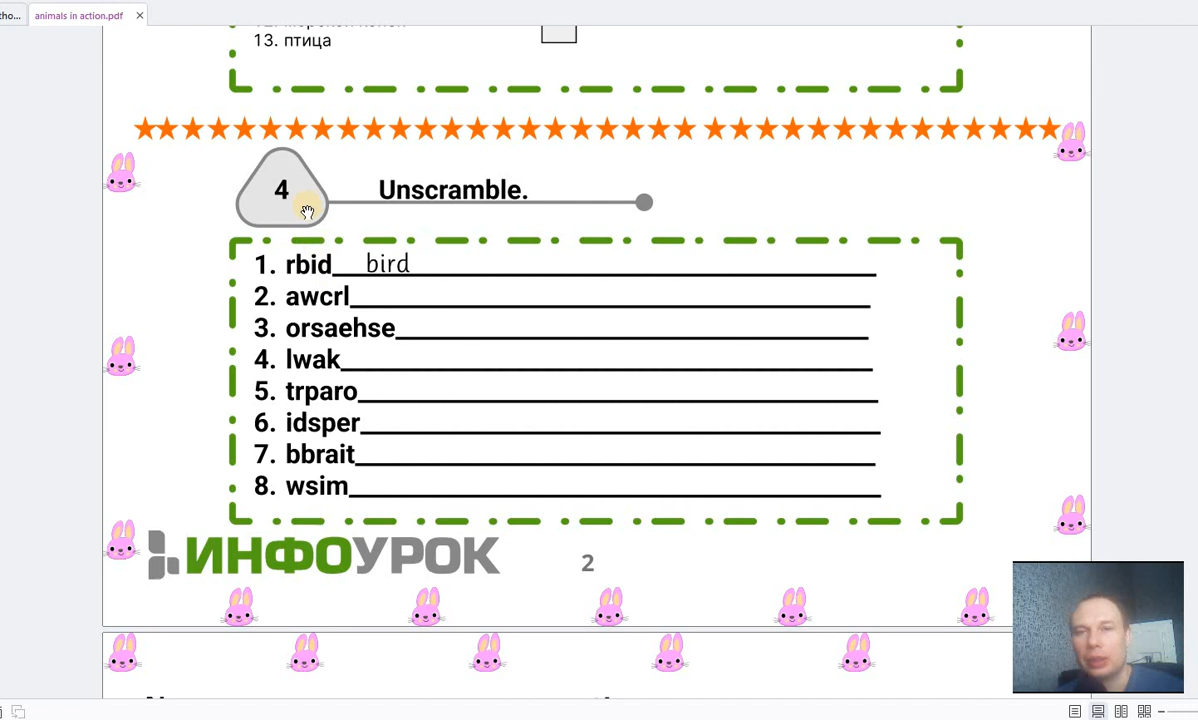 animals in action.pdf
13. птица
4
Unscramble.
1. rbid bird
2. awcrl
3. orsaehse
4. lwak
5. trparo
6. idsper
7. bbrait
8. wsim
ИНФОУРОК
2